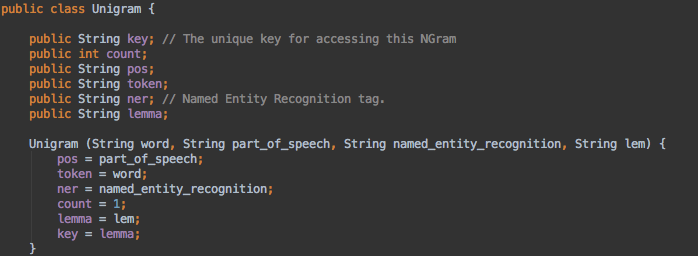 public class Unigram {
public String key; // The unique key for accessing this NGram
public int count;
public String pos;
public String token;
public String ner; // Named Entity Recognition tag.
public String lemma;
Unigram (String word, String part_of_speech, String named_entity_recognition, String lem) {
pos = part_of_speech;
token = word;
ner = named_entity_recognition;
count = 1;
lemma = lem;
key = lemma;
}